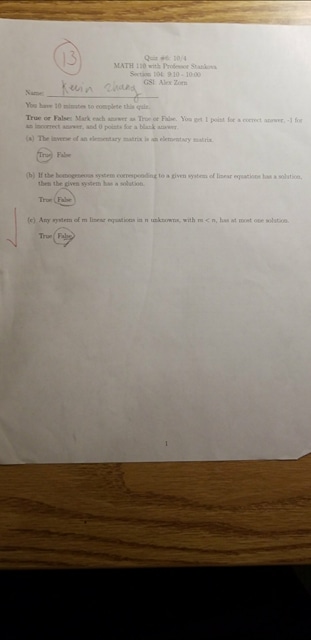 13
Quiz #6: 10/4
MATH 110 with Professor Stankova
Section 104: 9:10 - 10:00
GSI: Alex Zorn
Name: Kevin Zhang
You have 10 minutes to complete this quiz.
True or False: Mark each answer as True or False. You get 1 point for a correct answer, -1 for
an incorrect answer, and 0 points for a blank answer.
(a) The inverse of an elementary matrix is an elementary matrix.
True False
(b) If the homogeneous system corresponding to a given system of linear equations has a solution,
then the given system has a solution.
True False
(c) Any system of m linear equations in n unknowns, with m < n, has at most one solution.
True False
1